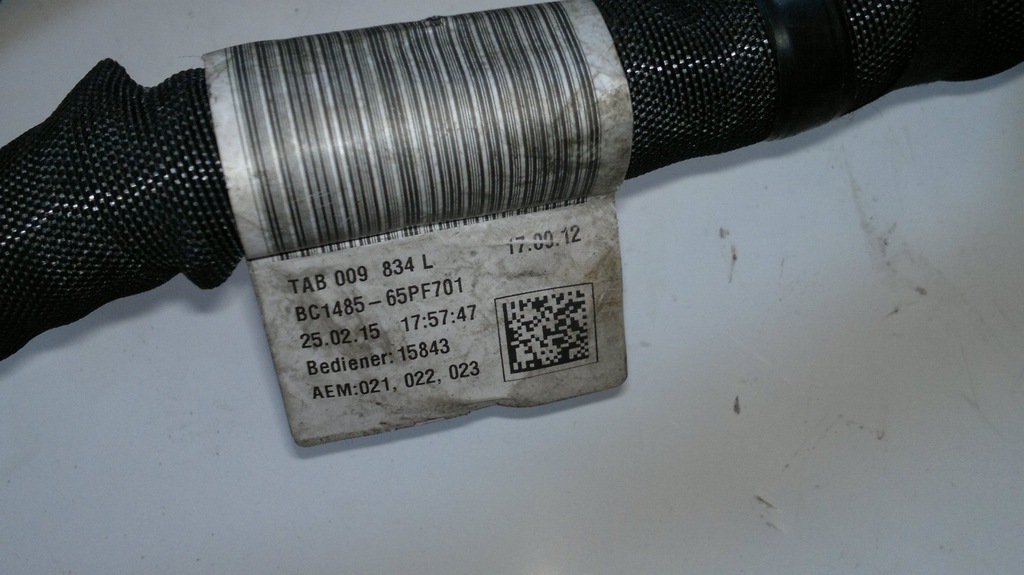 17.09.12
TAB 009 834 L
BC1485-65PF701
25.02.15 17:57:47
Bediener: 15843
AEM:021, 022, 023